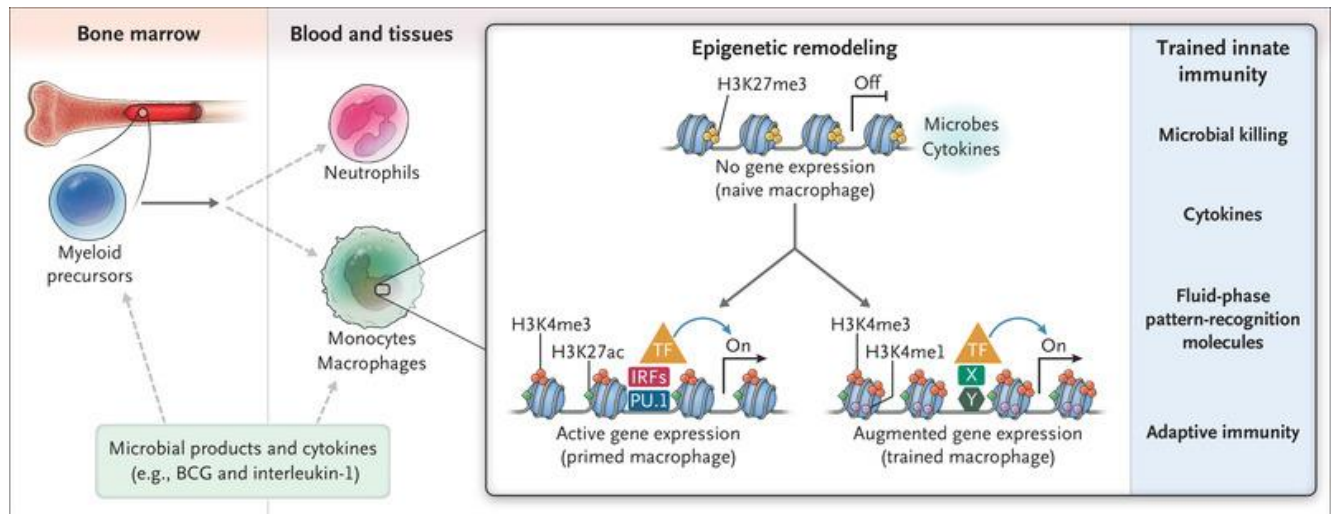 Bone marrow
Myeloid
precursors
Blood and tissues
Neutrophils
Monocytes
Macrophages
Microbial products and cytokines
(e.g., BCG and interleukin-1)
Epigenetic remodeling
H3K27me3
Off
Microbes
Cytokines
No gene expression
(naive macrophage)
H3K4me3
H3K27ac
TF
IRFs
PU.1
On
Active gene expression
(primed macrophage)
H3K4me3
H3K4me1
TF
X
Y
On
Augmented gene expression
(trained macrophage)
Trained innate
immunity
Microbial killing
Cytokines
Fluid-phase
pattern-recognition
molecules
Adaptive immunity